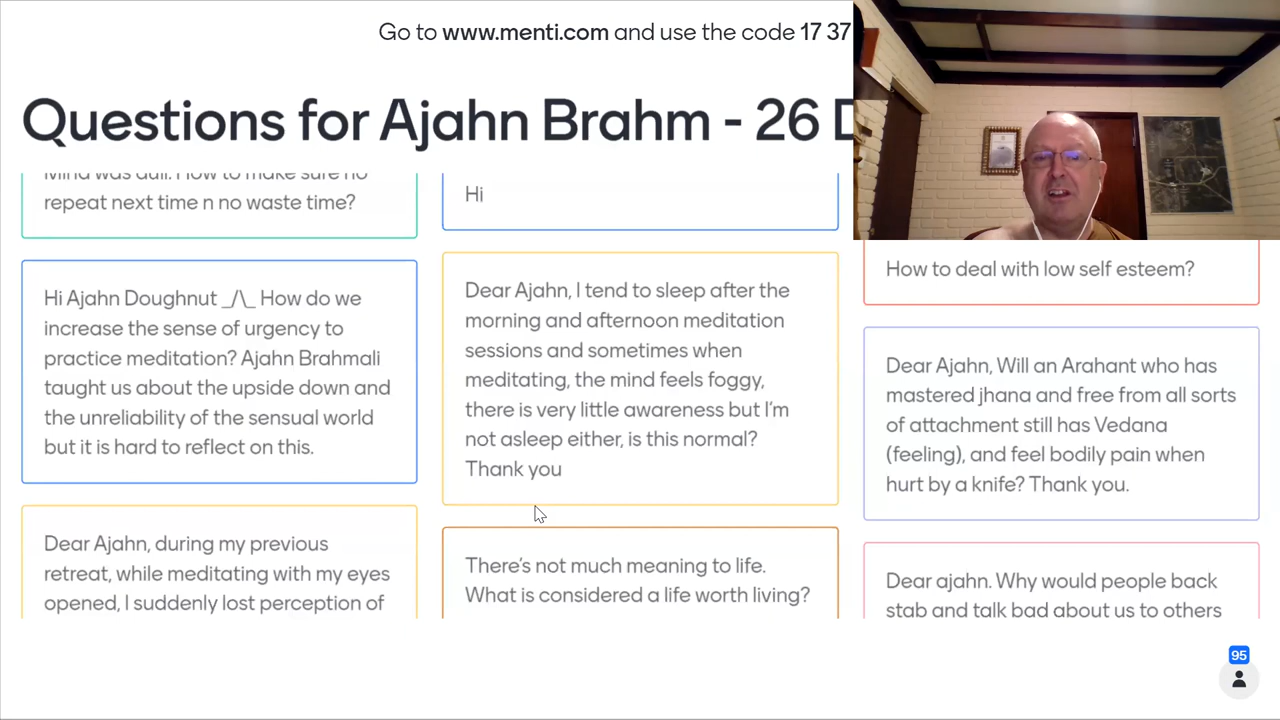 Go to www.menti.com and use the code 17 37
Questions for Ajahn Brahm - 26 D
Mind was dull. How to make sure no
repeat next time n no waste time?
Hi Ajahn Doughnut _/\_ How do we
increase the sense of urgency to
practice meditation? Ajahn Brahmali
taught us about the upside down and
the unreliability of the sensual world
but it is hard to reflect on this.
Dear Ajahn, during my previous
retreat, while meditating with my eyes
opened, I suddenly lost perception of
Hi
Dear Ajahn, I tend to sleep after the
morning and afternoon meditation
sessions and sometimes when
meditating, the mind feels foggy,
there is very little awareness but I'm
not asleep either, is this normal?
Thank you
There's not much meaning to life.
What is considered a life worth living?
How to deal with low self esteem?
Dear Ajahn, Will an Arahant who has
mastered jhana and free from all sorts
of attachment still has Vedana
(feeling), and feel bodily pain when
hurt by a knife? Thank you.
Dear ajahn. Why would people back
stab and talk bad about us to others
95